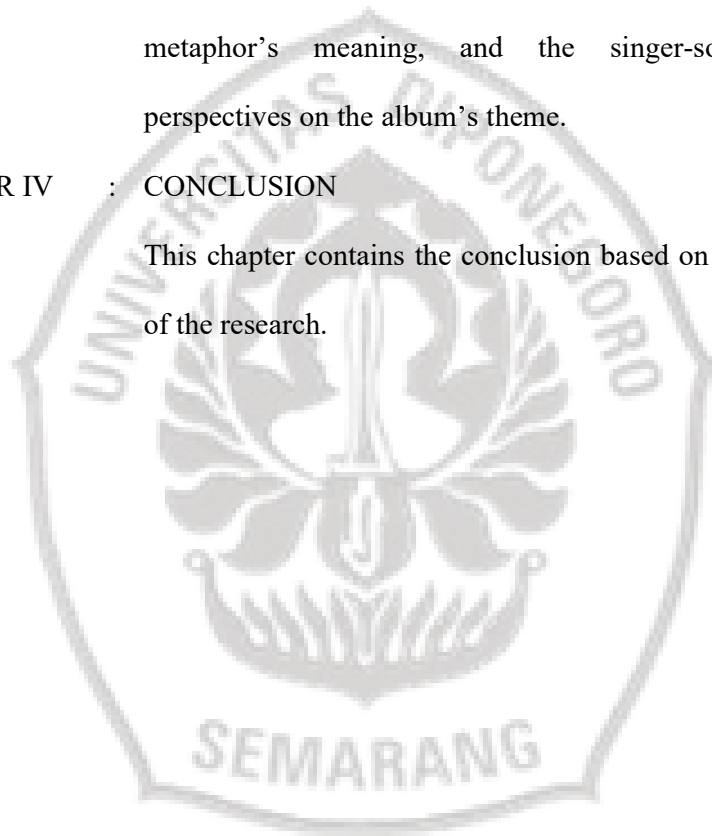 metaphor's meaning, and the singer-so
perspectives on the album's theme.
R IV : CONCLUSION
This chapter contains the conclusion based on
of the research.
UNIVERSITAS DIPONEGORO
SEMARANG